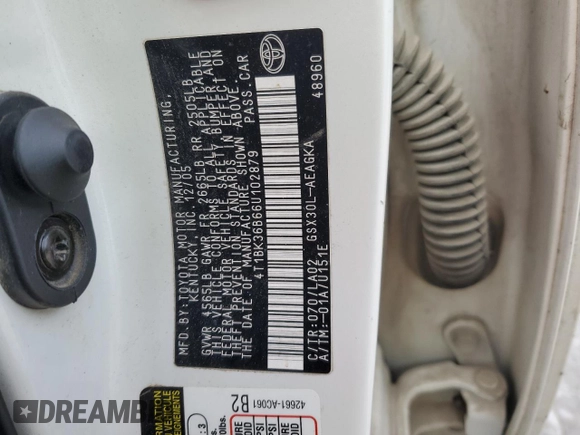 MFD.BY:TOYOTA MOTOR MANUFACTURING,
KENTUCKY, INC. 12/05
GVWR 4565LB GAWR FR 2665LB RR 2505LB
THIS VEHICLE CONFORMS TO ALL APPLICABLE
FEDERAL MOTOR VEHICLE SAFETY, BUMPER AND
THEFT PREVENTION STANDARDS IN EFFECT ON
THE DATE OF MANUFACTURE SHOWN ABOVE.
4T1BK36B66U102879 PASS.CAR
C/TR:070/LA02 GSX30L-AEAGKA
A/TM:-01A/U151E 48960
42661-AC061
B2
DREAMBI